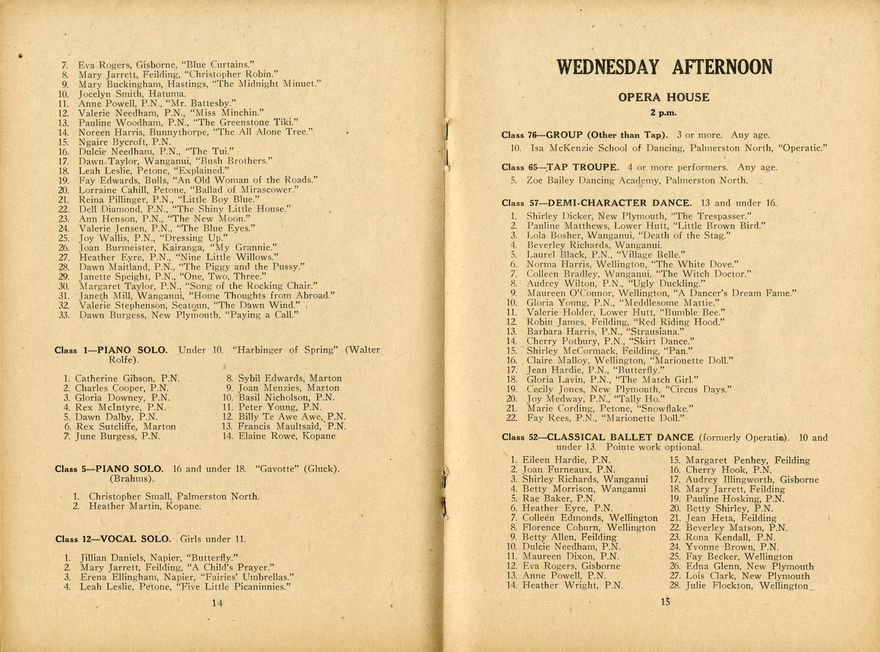 7. Eva Rogers, Gisborne, “Blue Curtains.”
8. Mary Jarrett, Feilding, “Christopher Robin.”
9. Mary Buckingham, Hastings, “The Midnight Minuet.”
10. Jocelyn Smith, Hatuma.
11. Anne Powell, P.N., “Mr. Battesby.”
12. Valerie Needham, P.N., “Miss Minchin.”
13. Pauline Woodham, P.N., “The Greenstone Tiki.”
14. Noreen Harris, Bunnythorpe, “The All Alone Tree.”
15. Ngaire Bycroft, P.N.
16. Dulcie Needham, P.N., “The Tui.”
17. Dawn Taylor, Wanganui, “Bush Brothers.”
18. Leah Leslie, Petone, “Explained.”
19. Fay Edwards, Bulls, “An Old Woman of the Roads.”
20. Lorraine Cahill, Petone, “Ballad of Mirascower.”
21. Reina Pillinger, P.N., “Little Boy Blue.”
22. Dell Diamond, P.N., “The Shiny Little House.”
23. Ann Henson, P.N., “The New Moon.”
24. Valerie Jensen, P.N., “The Blue Eyes.”
25. Joy Wallis, P.N., “Dressing Up.”
26. Joan Burmeister, Kairanga, “My Grannie.”
27. Heather Eyre, P.N., “Nine Little Willows.”
28. Dawn Maitland, P.N., “The Piggy and the Pussy.”
29. Janette Speight, P.N., “One, Two, Three.”
30. Margaret Taylor, P.N., “Song of the Rocking Chair.”
31. Janeth Mill, Wanganui, “Home Thoughts from Abroad.”
32. Valerie Stephenson, Seatoun, “The Dawn Wind.”
33. Dawn Burgess, New Plymouth, “Paying a Call.”
Class 1—PIANO SOLO. Under 10. “Harbinger of Spring” (Walter
Rolfe).
1. Catherine Gibson, P.N.
2. Charles Cooper, P.N.
3. Gloria Downey, P.N.
4. Rex McIntyre, P.N.
5. Dawn Dalby, P.N.
6. Rex Sutcliffe, Marton
7. June Burgess, P.N.
8. Sybil Edwards, Marton
9. Joan Menzies, Marton
10. Basil Nicholson, P.N.
11. Peter Young, P.N.
12. Billy Te Awe Awe, P.N.
13. Francis Maultsaid, P.N.
14. Elaine Rowe, Kopane
Class 5—PIANO SOLO. 16 and under 18. “Gavotte” (Gluck).
(Brahms).
1. Christopher Small, Palmerston North.
2. Heather Martin, Kopane.
Class 12—VOCAL SOLO. Girls under 11.
1. Jillian Daniels, Napier, “Butterfly.”
2. Mary Jarrett, Feilding, “A Child’s Prayer.”
3. Erena Ellingham, Napier, “Fairies’ Umbrellas.”
4. Leah Leslie, Petone, “Five Little Picaninnies.”
14
WEDNESDAY AFTERNOON
OPERA HOUSE
2 p.m.
Class 76—GROUP (Other than Tap). 3 or more. Any age.
10. Isa McKenzie School of Dancing, Palmerston North, “Operatic.”
Class 65—TAP TROUPE. 4 or more performers. Any age.
5. Zoe Bailey Dancing Academy, Palmerston North.
Class 57—DEMI-CHARACTER DANCE. 13 and under 16.
1. Shirley Dicker, New Plymouth, “The Trespasser.”
2. Pauline Matthews, Lower Hutt, “Little Brown Bird.”
3. Lola Bosher, Wanganui, “Death of the Stag.”
4. Beverley Richards, Wanganui.
5. Laurel Black, P.N., “Village Belle.”
6. Norma Harris, Wellington, “The White Dove.”
7. Colleen Bradley, Wanganui, “The Witch Doctor.”
8. Audrey Wilton, P.N., “Ugly Duckling.”
9. Maureen O’Connor, Wellington, “A Dancer’s Dream Fame.”
10. Gloria Young, P.N., “Meddlesome Mattie.”
11. Valerie Holder, Lower Hutt, “Bumble Bee.”
12. Robin James, Feilding, “Red Riding Hood.”
13. Barbara Harris, P.N., “Strausiana.”
14. Cherry Potbury, P.N., “Skirt Dance.”
15. Shirley McCormack, Feilding, “Pan.”
16. Claire Malloy, Wellington, “Marionette Doll.”
17. Jean Hardie, P.N., “Butterfly.”
18. Gloria Lavin, P.N., “The Match Girl.”
19. Cecily Jones, New Plymouth, “Circus Days.”
20. Joy Medway, P.N., “Tally Ho.”
21. Marie Cording, Petone, “Snowflake.”
22. Fay Rees, P.N., “Marionette Doll.”
Class 52—CLASSICAL BALLET DANCE (formerly Operatic). 10 and
under 13. Pointe work optional.
1. Eileen Hardie, P.N.
2. Joan Furneaux, P.N.
3. Shirley Richards, Wanganui
4. Betty Morrison, Wanganui
5. Rae Baker, P.N.
6. Heather Eyre, P.N.
7. Colleen Edmonds, Wellington
8. Florence Coburn, Wellington
9. Betty Allen, Feilding
10. Dulcie Needham, P.N.
11. Maureen Dixon, P.N.
12. Eva Rogers, Gisborne
13. Anne Powell, P.N.
14. Heather Wright, P.N.
15. Margaret Penhey, Feilding
16. Cherry Hook, P.N.
17. Audrey Illingworth, Gisborne
18. Mary Jarrett, Feilding
19. Pauline Hosking, P.N.
20. Betty Shirley, P.N.
21. Jean Heta, Feilding
22. Beverley Matson, P.N.
23. Rona Kendall, P.N.
24. Yvonne Brown, P.N.
25. Fay Becker, Wellington
26. Edna Glenn, New Plymouth
27. Lois Clark, New Plymouth
28. Julie Flockton, Wellington
15